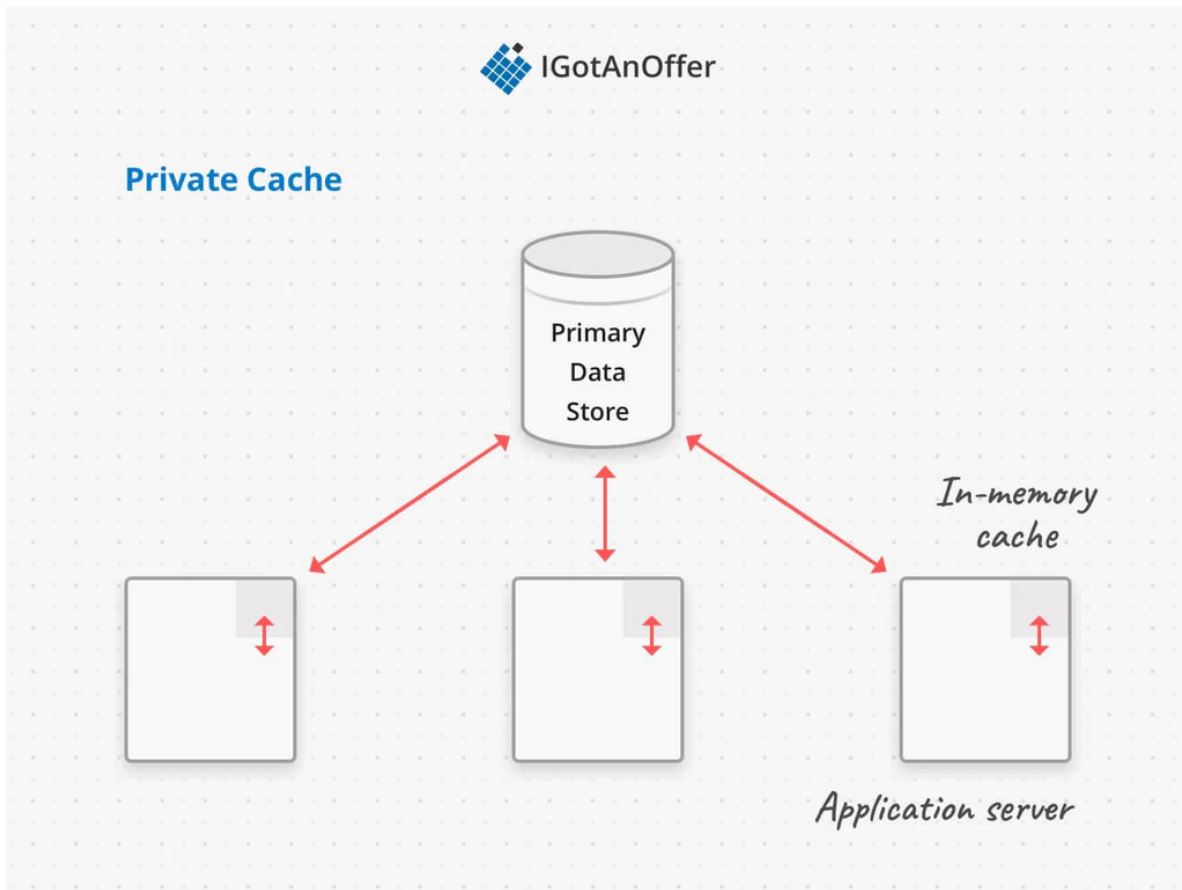 IGotAnOffer
Private Cache
Primary
Data
Store
In-memory
cache
Application server